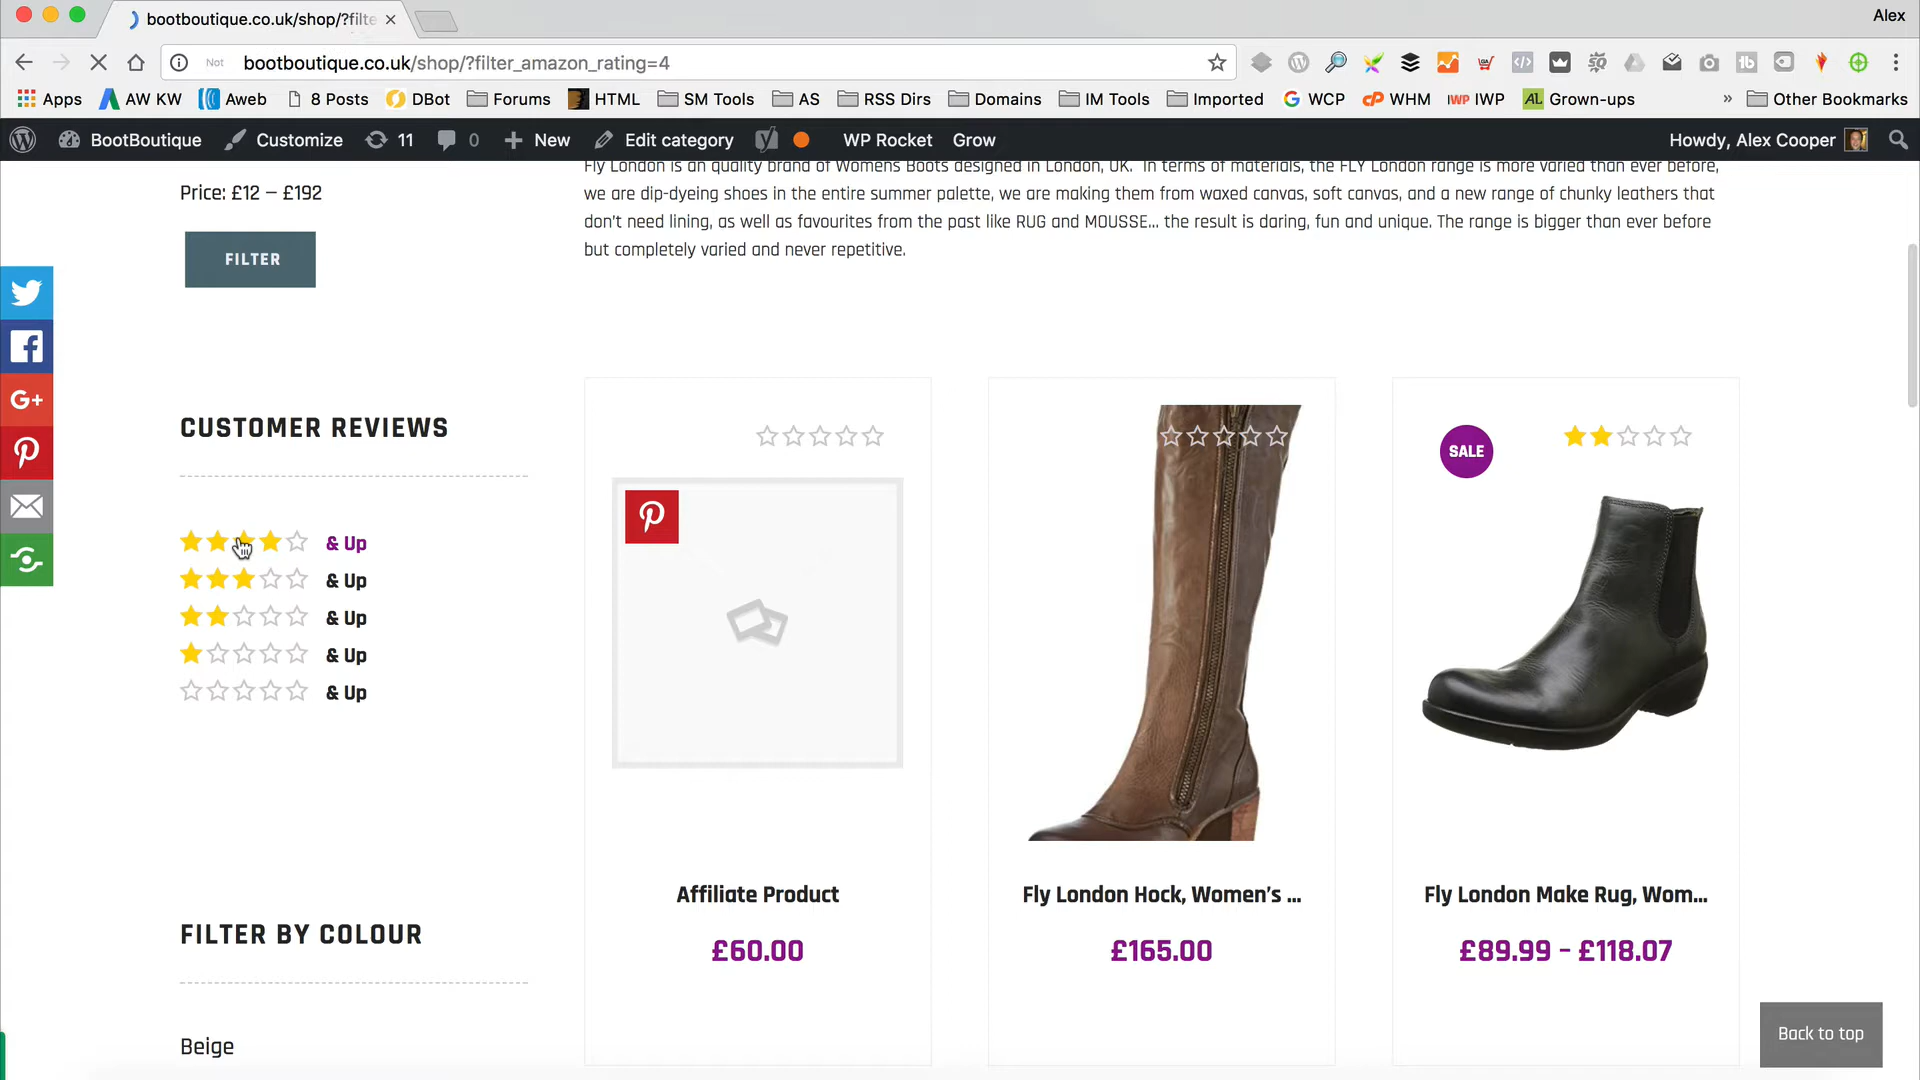 bootboutique.co.uk/shop/?filte
Alex
Not bootboutique.co.uk/shop/?filter_amazon_rating=4
Apps AW KW Aweb 8 Posts DBot Forums HTML SM Tools AS RSS Dirs Domains IM Tools Imported WCP WHM IWP IWP AL Grown-ups » Other Bookmarks
BootBoutique Customize 11 0 New Edit category WP Rocket Grow Howdy, Alex Cooper
Fly London is an quality brand of Womens Boots designed in London, UK. In terms of materials, the FLY London range is more varied than ever before,
we are dip-dyeing shoes in the entire summer palette, we are making them from waxed canvas, soft canvas, and a new range of chunky leathers that
don't need lining, as well as favourites from the past like RUG and MOUSSE... the result is daring, fun and unique. The range is bigger than ever before
but completely varied and never repetitive.
Price: £12 — £192
FILTER
CUSTOMER REVIEWS
& Up
& Up
& Up
& Up
& Up
FILTER BY COLOUR
Beige
SALE
Affiliate Product
£60.00
Fly London Hock, Women's ...
£165.00
Fly London Make Rug, Wom...
£89.99 – £118.07
Back to top